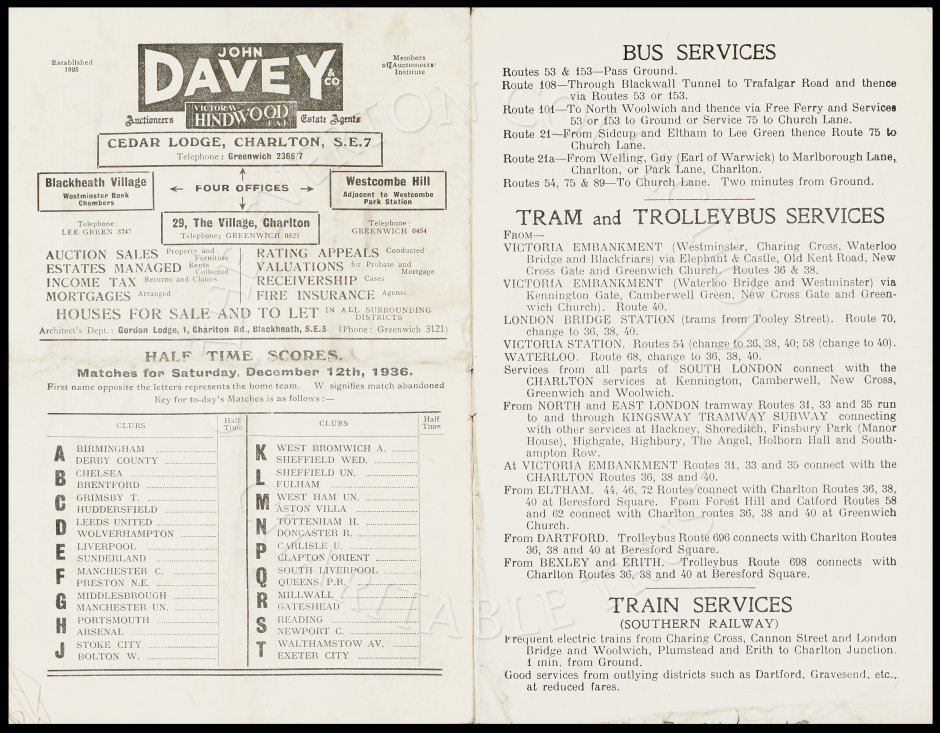 Established
1895
JOHN
DAVEY & CO
VICTOR W.
HINDWOOD
F.A.I.
Members
of Auctioneers'
Institute
Auctioneers
Estate Agents
CEDAR LODGE, CHARLTON, S.E.7
Telephone: Greenwich 2366/7
Blackheath Village
Westminster Bank
Chambers
← FOUR OFFICES →
Westcombe Hill
Adjacent to Westcombe
Park Station
Telephone:
LEE GREEN 3747
29, The Village, Charlton
Telephone: GREENWICH 0521
Telephone:
GREENWICH 0454
AUCTION SALES Property and Furniture
ESTATES MANAGED Rents Collected
INCOME TAX Returns and Claims
MORTGAGES Arranged
RATING APPEALS Conducted
VALUATIONS for Probate and Mortgage
RECEIVERSHIP Cases
FIRE INSURANCE Agents
HOUSES FOR SALE AND TO LET IN ALL SURROUNDING DISTRICTS
Architect's Dept.: Gordon Lodge, 1, Charlton Rd., Blackheath, S.E.3. (Phone: Greenwich 3121)
HALF TIME SCORES.
Matches for Saturday, December 12th, 1936.
First name opposite the letters represents the home team. W signifies match abandoned
Key for to-day's Matches is as follows:—
CLUBS Half Time
A BIRMINGHAM
DERBY COUNTY
B CHELSEA
BRENTFORD
C GRIMSBY T.
HUDDERSFIELD
D LEEDS UNITED
WOLVERHAMPTON
E LIVERPOOL
SUNDERLAND
F MANCHESTER C.
PRESTON N.E.
G MIDDLESBROUGH
MANCHESTER UN.
H PORTSMOUTH
ARSENAL
J STOKE CITY
BOLTON W.
CLUBS Half Time
K WEST BROMWICH A.
SHEFFIELD WED.
L SHEFFIELD UN.
FULHAM
M WEST HAM UN.
ASTON VILLA
N TOTTENHAM H.
DONCASTER R.
P CARLISLE U.
CLAPTON ORIENT
Q SOUTH LIVERPOOL
QUEENS P.R.
R MILLWALL
GATESHEAD
S READING
NEWPORT C.
T WALTHAMSTOW AV.
EXETER CITY
BUS SERVICES
Routes 53 & 153—Pass Ground.
Route 108—Through Blackwall Tunnel to Trafalgar Road and thence
via Routes 53 or 153.
Route 101—To North Woolwich and thence via Free Ferry and Services
53 or 153 to Ground or Service 75 to Church Lane.
Route 21—From Sidcup and Eltham to Lee Green thence Route 75 to
Church Lane.
Route 21a—From Welling, Guy (Earl of Warwick) to Marlborough Lane,
Charlton, or Park Lane, Charlton.
Routes 54, 75 & 89—To Church Lane. Two minutes from Ground.
TRAM and TROLLEYBUS SERVICES
FROM—
VICTORIA EMBANKMENT (Westminster, Charing Cross, Waterloo
Bridge and Blackfriars) via Elephant & Castle, Old Kent Road, New
Cross Gate and Greenwich Church. Routes 36 & 38.
VICTORIA EMBANKMENT (Waterloo Bridge and Westminster) via
Kennington Gate, Camberwell Green, New Cross Gate and Green-
wich Church). Route 40.
LONDON BRIDGE STATION (trams from Tooley Street). Route 70,
change to 36, 38, 40.
VICTORIA STATION. Routes 54 (change to 36, 38, 40; 58 (change to 40).
WATERLOO. Route 68, change to 36, 38, 40.
Services from all parts of SOUTH LONDON connect with the
CHARLTON services at Kennington, Camberwell, New Cross,
Greenwich and Woolwich.
From NORTH and EAST LONDON tramway Routes 31, 33 and 35 run
to and through KINGSWAY TRAMWAY SUBWAY connecting
with other services at Hackney, Shoreditch, Finsbury Park (Manor
House), Highgate, Highbury, The Angel, Holborn Hall and South-
ampton Row.
At VICTORIA EMBANKMENT Routes 31, 33 and 35 connect with the
CHARLTON Routes 36, 38 and 40.
From ELTHAM. 44, 46, 72 Routes connect with Charlton Routes 36, 38,
40 at Beresford Square. From Forest Hill and Catford Routes 58
and 62 connect with Charlton routes 36, 38 and 40 at Greenwich
Church.
From DARTFORD. Trolleybus Route 696 connects with Charlton Routes
36, 38 and 40 at Beresford Square.
From BEXLEY and ERITH. Trolleybus Route 698 connects with
Charlton Routes 36, 38 and 40 at Beresford Square.
TRAIN SERVICES
(SOUTHERN RAILWAY)
Frequent electric trains from Charing Cross, Cannon Street and London
Bridge and Woolwich, Plumstead and Erith to Charlton Junction.
1 min. from Ground.
Good services from outlying districts such as Dartford, Gravesend, etc.,
at reduced fares.